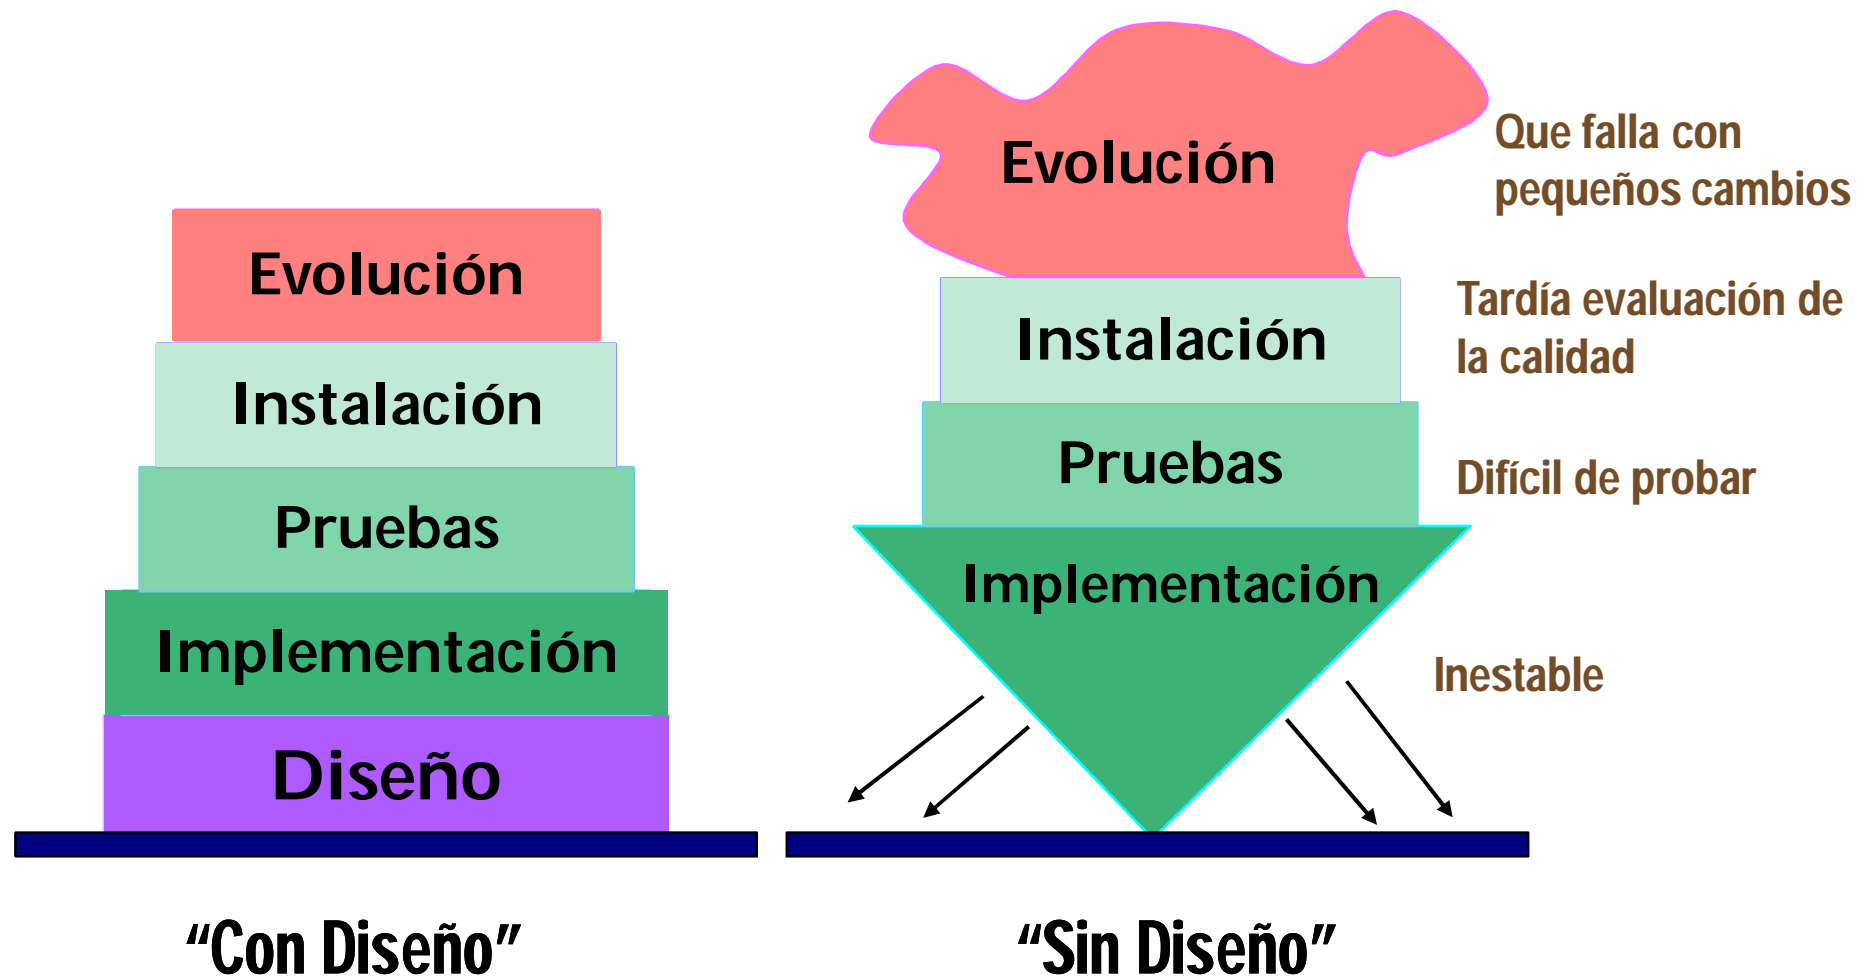 Evolución
Instalación
Pruebas
Implementación
Diseño
“Con Diseño”
Evolución
Instalación
Pruebas
Implementación
Que falla con
pequeños cambios
Tardía evaluación de
la calidad
Difícil de probar
Inestable
“Sin Diseño”